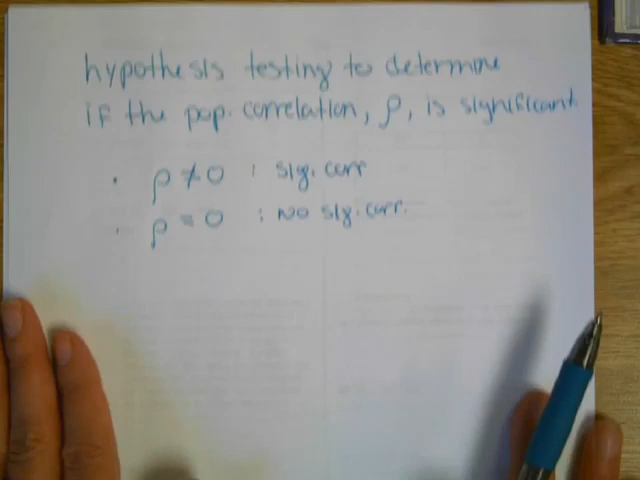 hypothesis testing to determine
if the pop. correlation, ρ, is significant.
· ρ ≠ 0 : sig. corr
· ρ = 0 : No sig. corr.